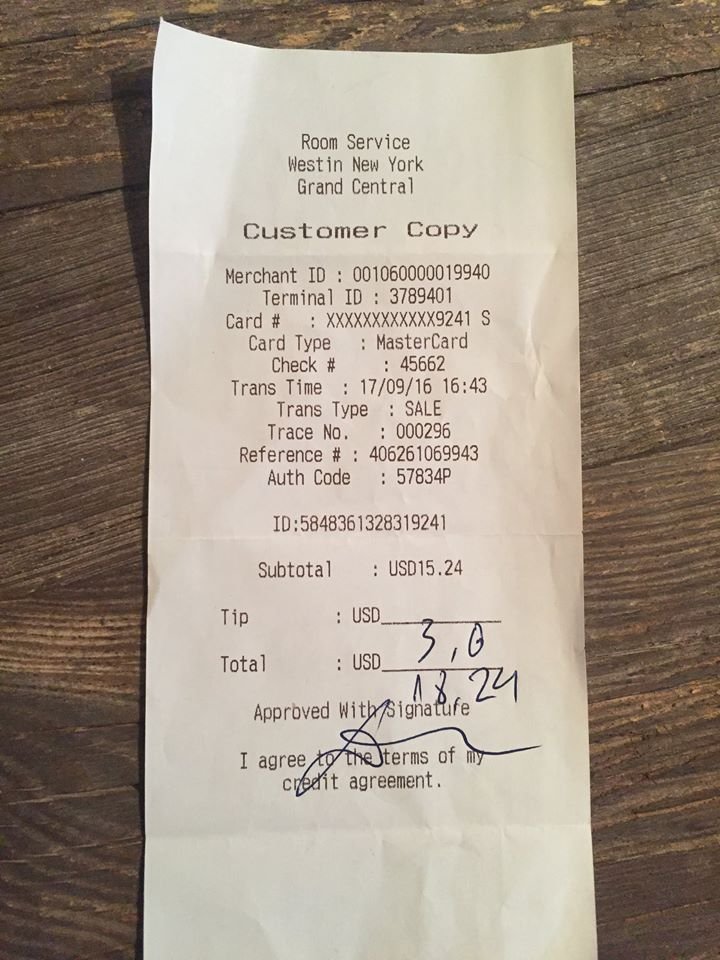 Room Service
Westin New York
Grand Central
Customer Copy
Merchant ID : 001060000019940
Terminal ID : 3789401
Card # : XXXXXXXXXXXX9241 S
Card Type : MasterCard
Check # : 45662
Trans Time : 17/09/16 16:43
Trans Type : SALE
Trace No. : 000296
Reference # : 406261069943
Auth Code : 57834P
ID:5848361328319241
Subtotal : USD15.24
Tip : USD
3,0
Total : USD
18,24
Approved With Signature
I agree to the terms of my
credit agreement.